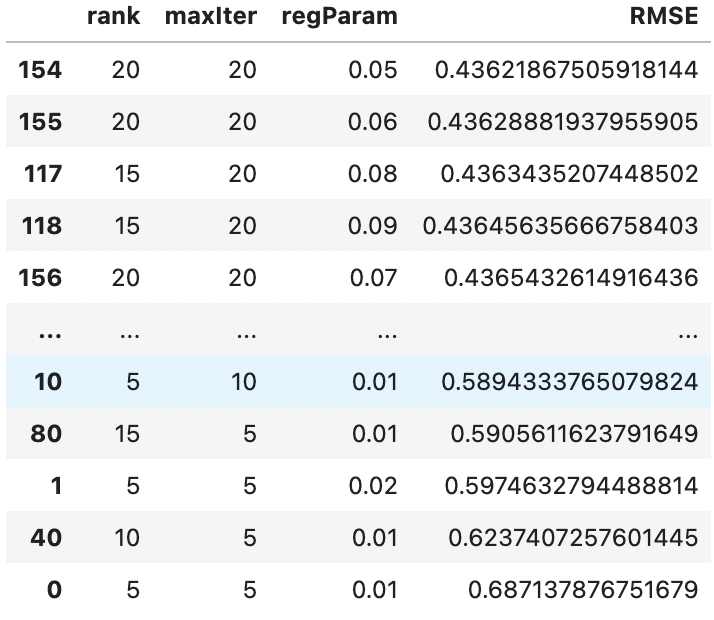 rank maxIter regParam RMSE
154 20 20 0.05 0.43621867505918144
155 20 20 0.06 0.43628881937955905
117 15 20 0.08 0.4363435207448502
118 15 20 0.09 0.43645635666758403
156 20 20 0.07 0.4365432614916436
... ... ... ... ...
10 5 10 0.01 0.5894333765079824
80 15 5 0.01 0.5905611623791649
1 5 5 0.02 0.5974632794488814
40 10 5 0.01 0.6237407257601445
0 5 5 0.01 0.687137876751679